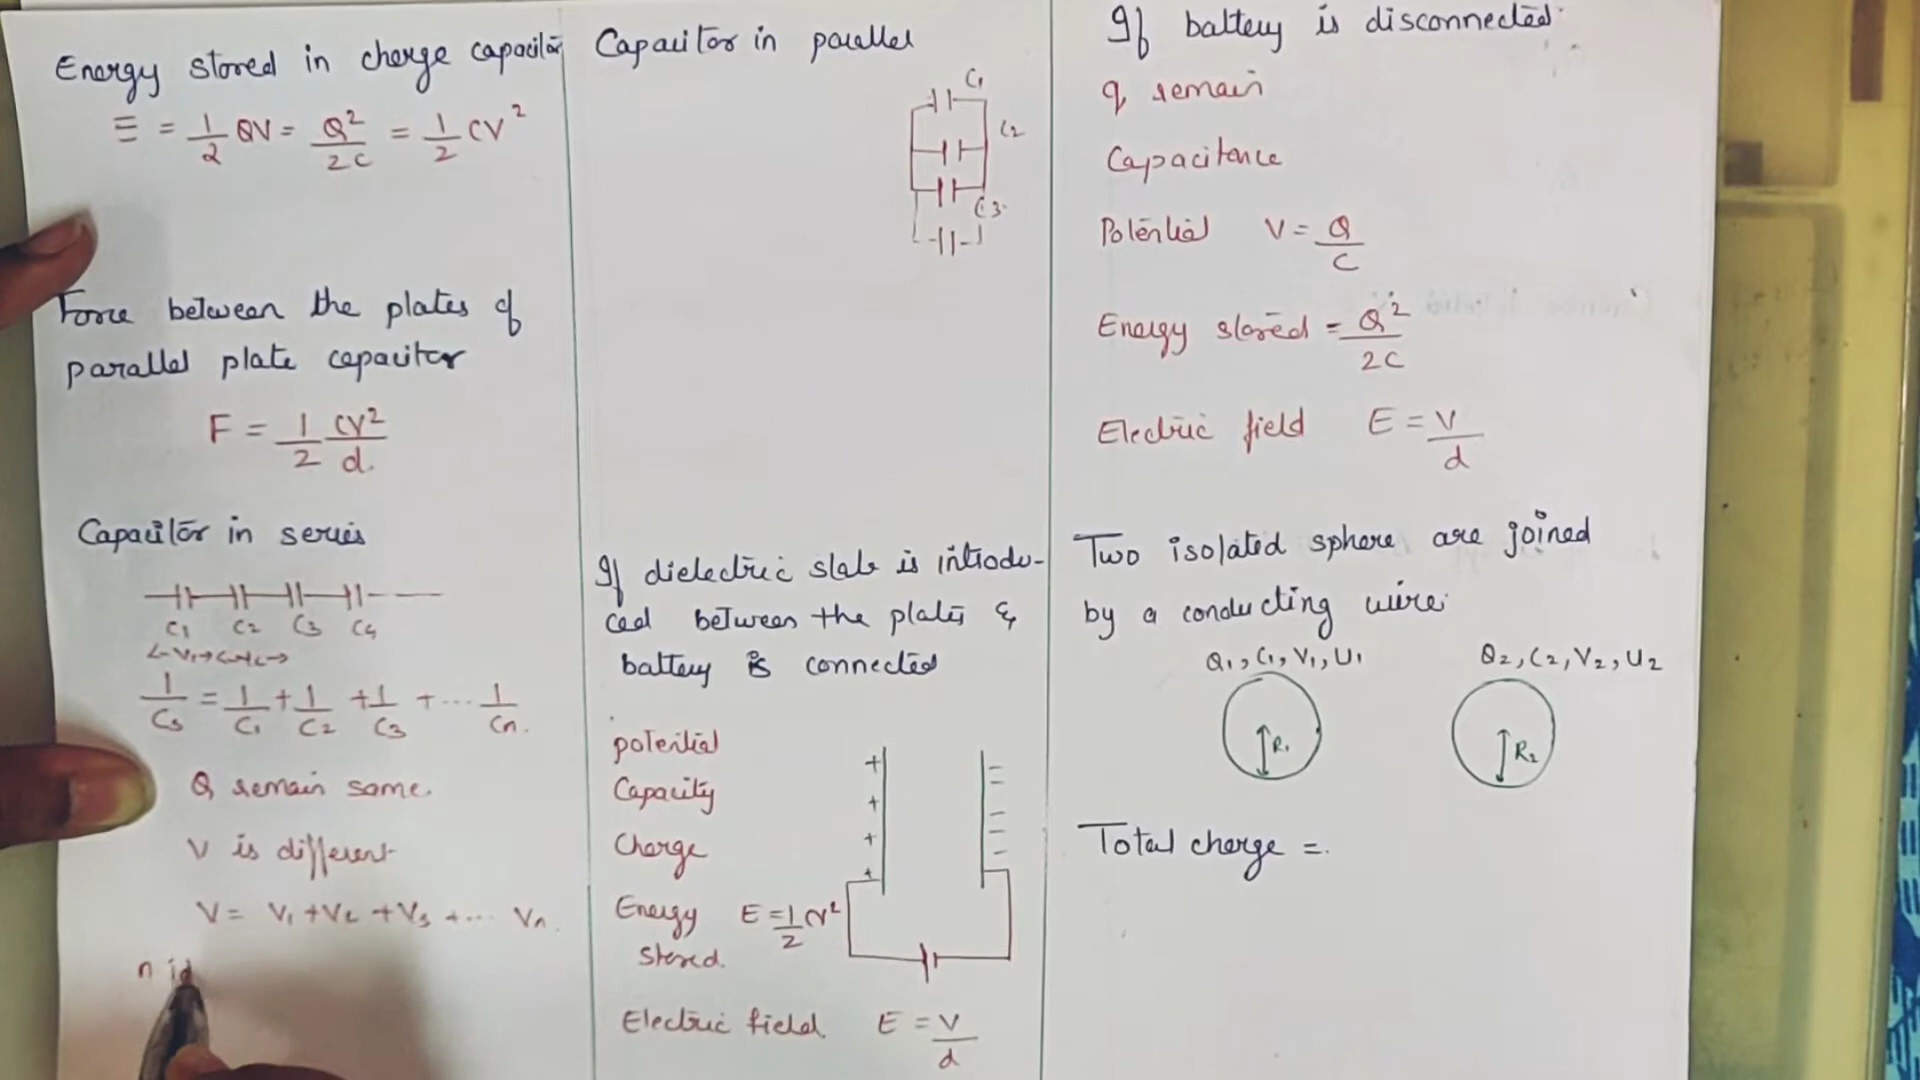 Energy stored in charge capacitor
E = 1/2 QV = Q²/2C = 1/2 CV²
Force between the plates of
parallel plate capacitor
F = 1/2 CV²/d.
Capacitor in series
C1 C2 C3 C4
1/Cs = 1/C1 + 1/C2 + 1/C3 + ... 1/Cn.
Q remain same.
V is different
V = V1 + V2 + V3 + ... Vn.
n id
Capacitor in parallel
C1
C2
C3.
If dielectric slab is introdu-
ced between the plates &
battery is connected
potential
Capacity
Charge
Energy E = 1/2 CV²
stored.
Electric field E = V/d
+ + + +
If battery is disconnected.
q remain
Capacitence
Potential V = Q/C
Energy stored = Q²/2C
Electric field E = V/d
Two isolated sphere are joined
by a conducting wire.
Q1, C1, V1, U1 Q2, C2, V2, U2
R1 R2
Total charge =.